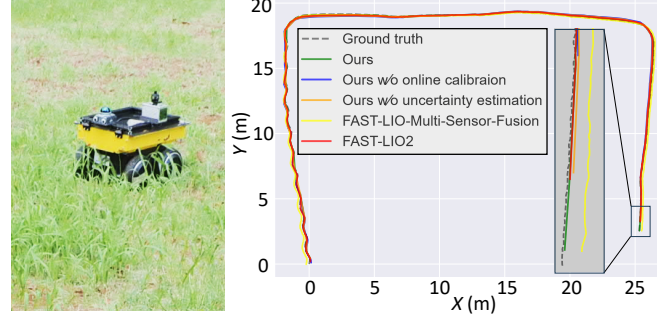 20
15
10
5
0
Y (m)
Ground truth
Ours
Ours w/o online calibraion
Ours w/o uncertainty estimation
FAST-LIO-Multi-Sensor-Fusion
FAST-LIO2
0 5 10 15 20 25
X (m)